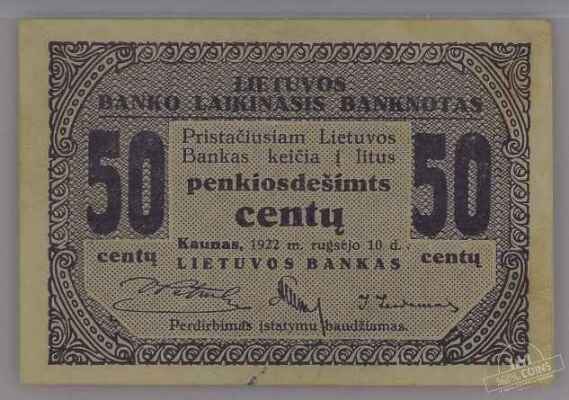 LIETUVOS
BANKO LAIKINASIS BANKNOTAS
50 50
Pristačiusiam Lietuvos
Bankas keičia į litus
penkiosdešimts
centų
Kaunas, 1922 m. rugsėjo 10 d.
centų centų
LIETUVOS BANKAS
Perdirbimas įstatymų baudžiamas.